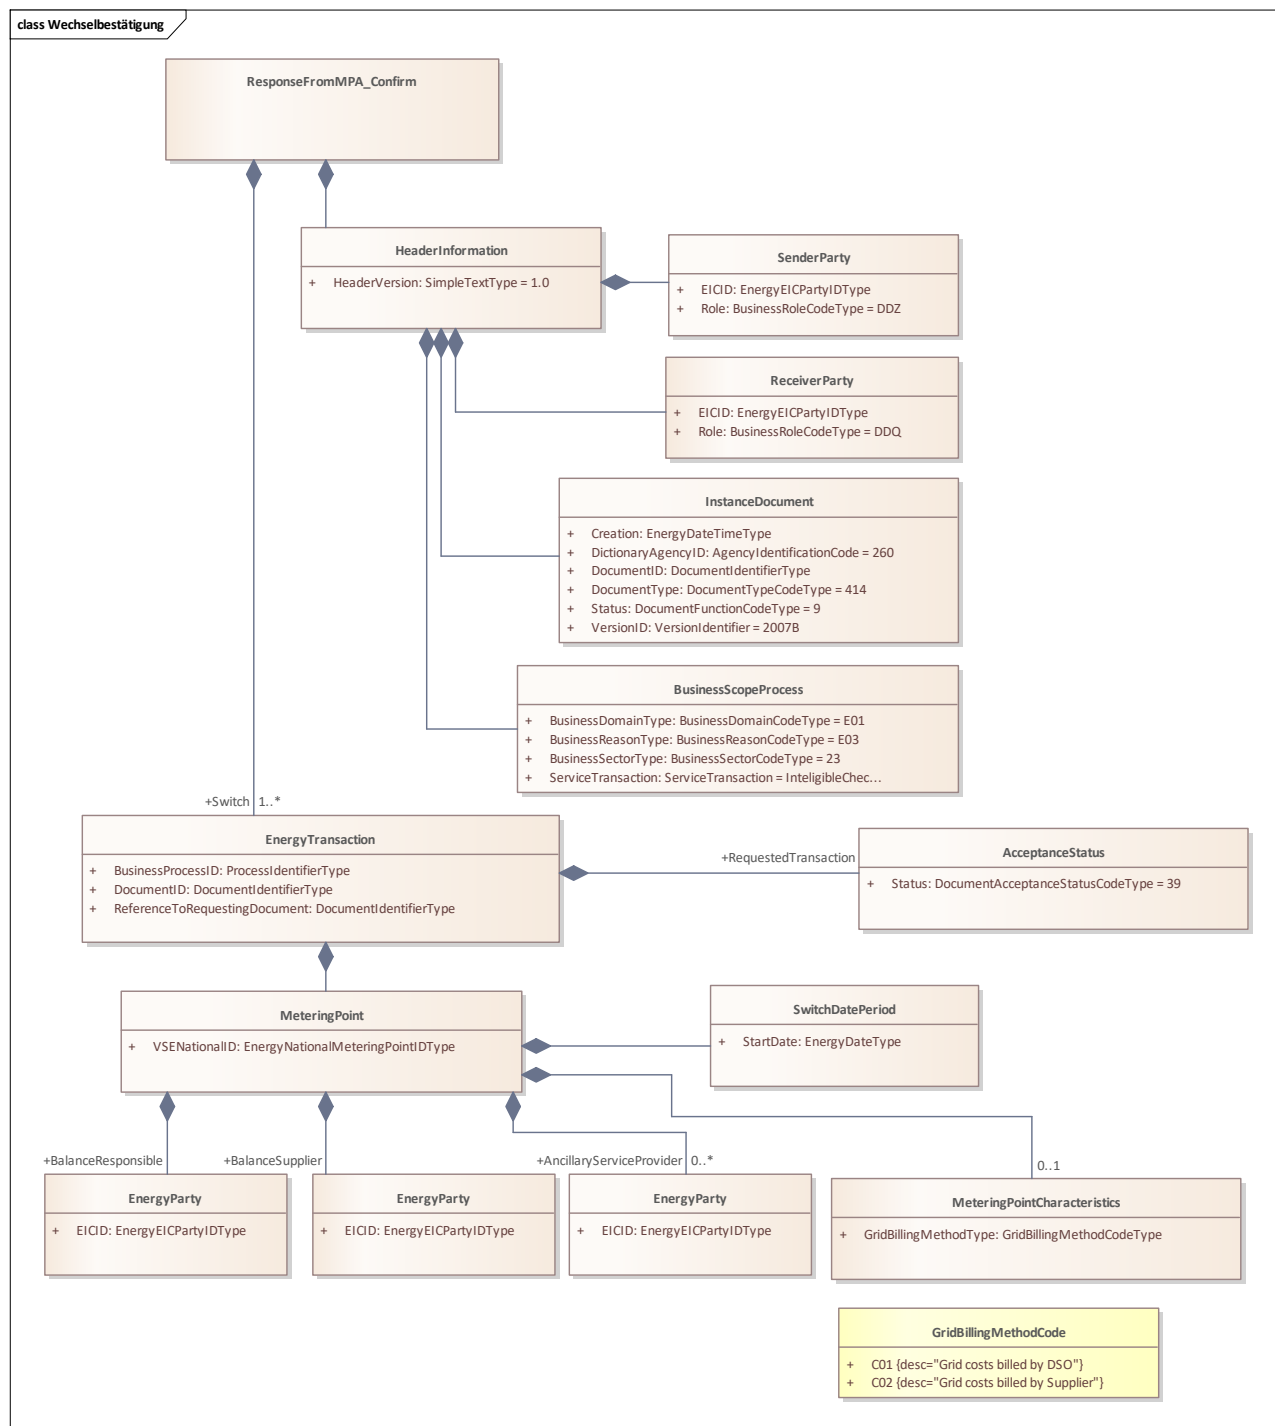 class Wechselbestätigung
ResponseFromMPA_Confirm
HeaderInformation
+ HeaderVersion: SimpleTextType = 1.0
SenderParty
+ EICID: EnergyEICPartyIDType
+ Role: BusinessRoleCodeType = DDZ
ReceiverParty
+ EICID: EnergyEICPartyIDType
+ Role: BusinessRoleCodeType = DDQ
InstanceDocument
+ Creation: EnergyDateTimeType
+ DictionaryAgencyID: AgencyIdentificationCode = 260
+ DocumentID: DocumentIdentifierType
+ DocumentType: DocumentTypeCodeType = 414
+ Status: DocumentFunctionCodeType = 9
+ VersionID: VersionIdentifier = 2007B
BusinessScopeProcess
+ BusinessDomainType: BusinessDomainCodeType = E01
+ BusinessReasonType: BusinessReasonCodeType = E03
+ BusinessSectorType: BusinessSectorCodeType = 23
+ ServiceTransaction: ServiceTransaction = InteligibleChec...
+Switch 1..*
EnergyTransaction
+ BusinessProcessID: ProcessIdentifierType
+ DocumentID: DocumentIdentifierType
+ ReferenceToRequestingDocument: DocumentIdentifierType
+RequestedTransaction
AcceptanceStatus
+ Status: DocumentAcceptanceStatusCodeType = 39
MeteringPoint
+ VSENationalID: EnergyNationalMeteringPointIDType
SwitchDatePeriod
+ StartDate: EnergyDateType
+BalanceResponsible
EnergyParty
+ EICID: EnergyEICPartyIDType
+BalanceSupplier
EnergyParty
+ EICID: EnergyEICPartyIDType
+AncillaryServiceProvider 0..*
EnergyParty
+ EICID: EnergyEICPartyIDType
0..1
MeteringPointCharacteristics
+ GridBillingMethodType: GridBillingMethodCodeType
GridBillingMethodCode
+ C01 {desc="Grid costs billed by DSO"}
+ C02 {desc="Grid costs billed by Supplier"}